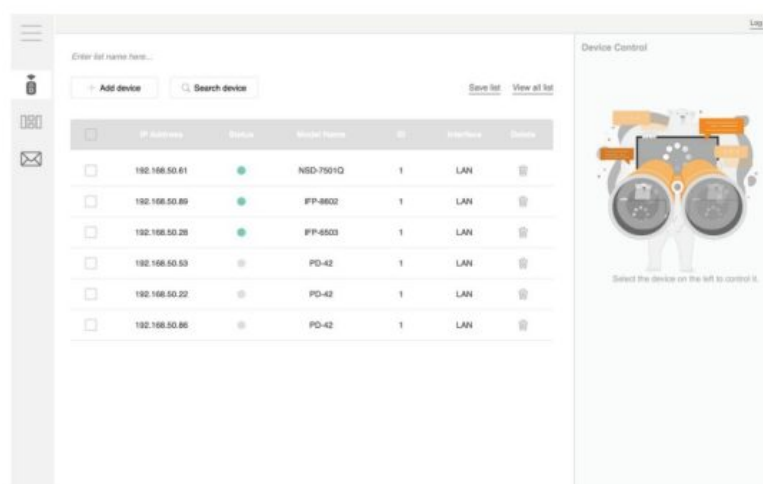 Log
Enter list name here...
Device Control
+ Add device
Search device
Save list
View all list
IP Address Status Model Name ID Interface Delete
192.168.50.61 NSD-7501Q 1 LAN
192.168.50.89 IFP-8602 1 LAN
192.168.50.28 IFP-6503 1 LAN
192.168.50.53 PD-42 1 LAN
192.168.50.22 PD-42 1 LAN
192.168.50.86 PD-42 1 LAN
Select the device on the left to control it.